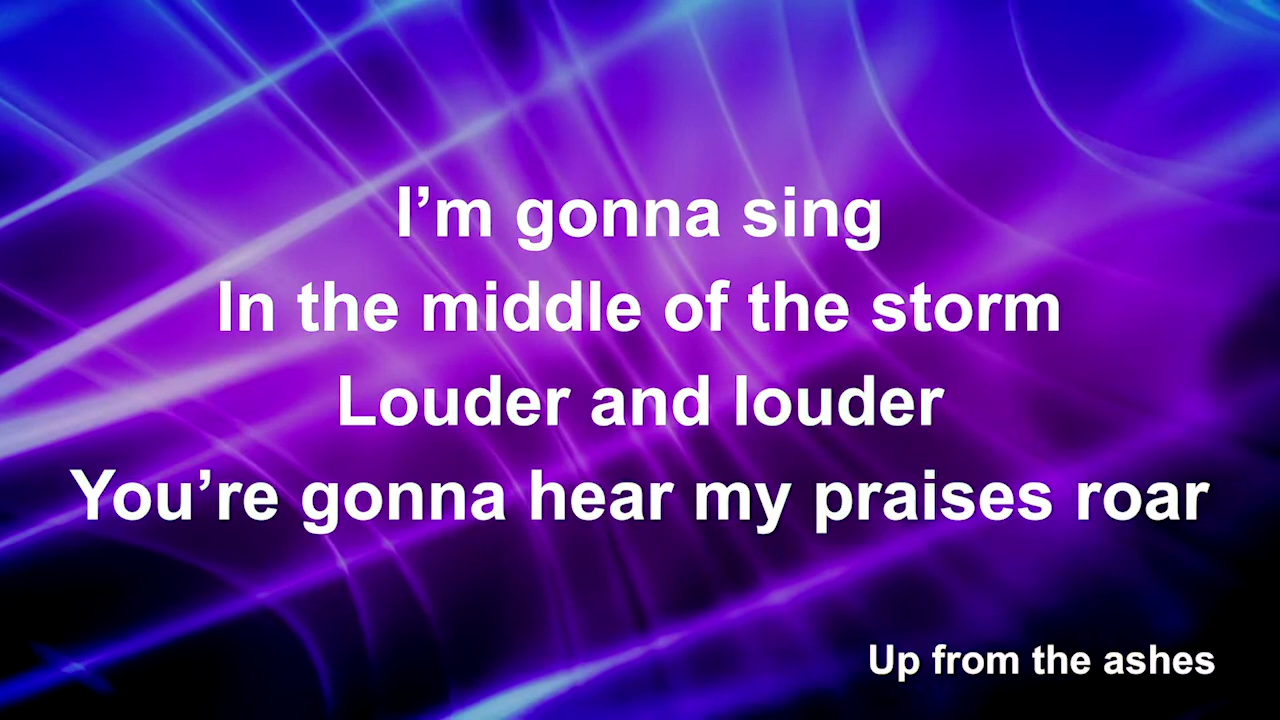 I’m gonna sing
In the middle of the storm
Louder and louder
You’re gonna hear my praises roar
Up from the ashes